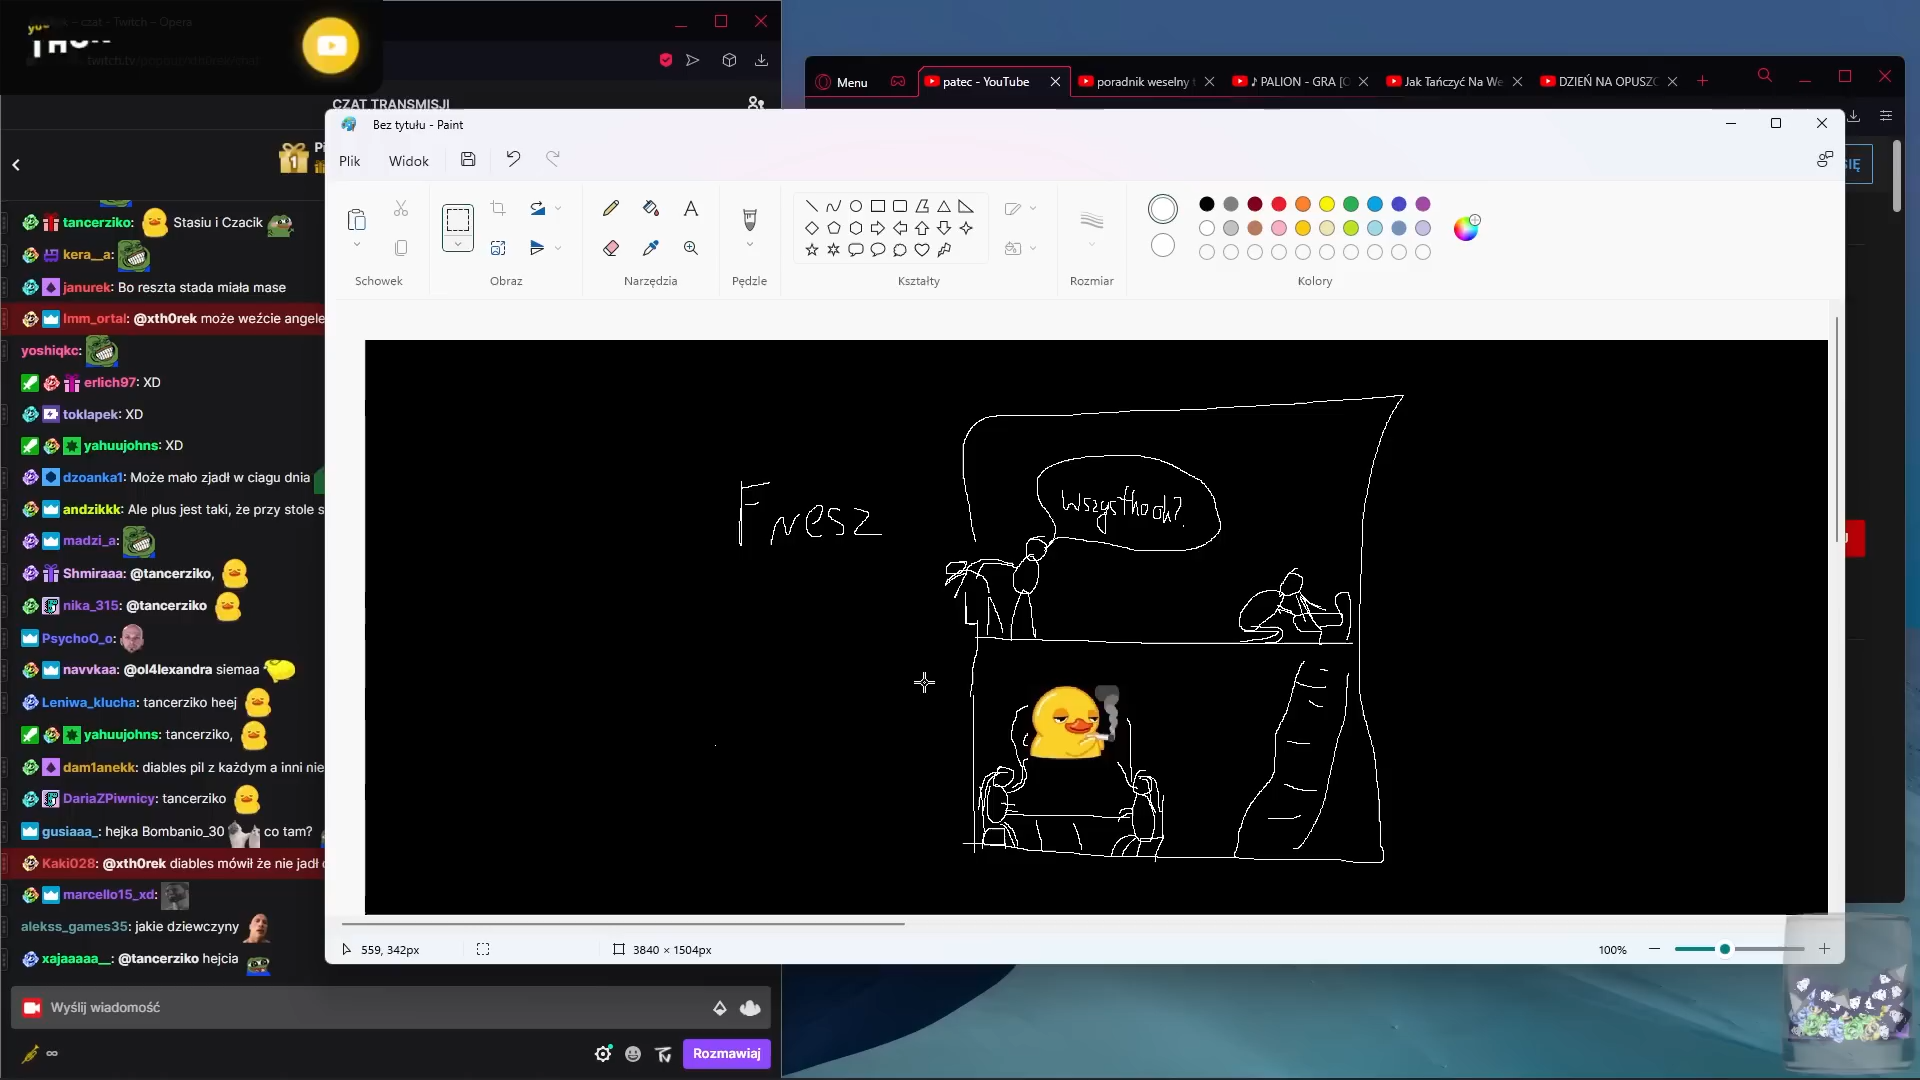 czat - Twitch - Opera
CZAT TRANSMISJI
tancerziko: Stasiu i Czacik
kera__a:
janurek: Bo reszta stada miała mase
Imm_ortal: @xth0rek może weźcie angele
yoshiqkc:
erlich97: XD
toklapek: XD
yahuujohns: XD
dzoanka1: Może mało zjadł w ciagu dnia
andzikkk: Ale plus jest taki, że przy stole s
madzi_a:
Shmiraaa: @tancerziko,
nika_315: @tancerziko
PsychoO_o:
navvkaa: @ol4lexandra siemaa
Leniwa_klucha: tancerziko heej
yahuujohns: tancerziko,
dam1anekk: diables pil z każdym a inni nie
DariaZPiwnicy: tancerziko
gusiaaa_: hejka Bombanio_30 co tam?
Kaki028: @xth0rek diables mówił że nie jadł
marcello15_xd:
alekss_games35: jakie dziewczyny
xajaaaaa__: @tancerziko hejcia
Wyślij wiadomość
Rozmawiaj
Menu
patec - YouTube
poradnik weselny
♪ PALION - GRA [O
Jak Tańczyć Na We
DZIEŃ NA OPUSZC
Bez tytułu - Paint
Plik
Widok
Schowek
Obraz
Narzędzia
Pędzle
Kształty
Rozmiar
Kolory
Fresz
Wszystko ok?
559, 342px
3840 × 1504px
100%